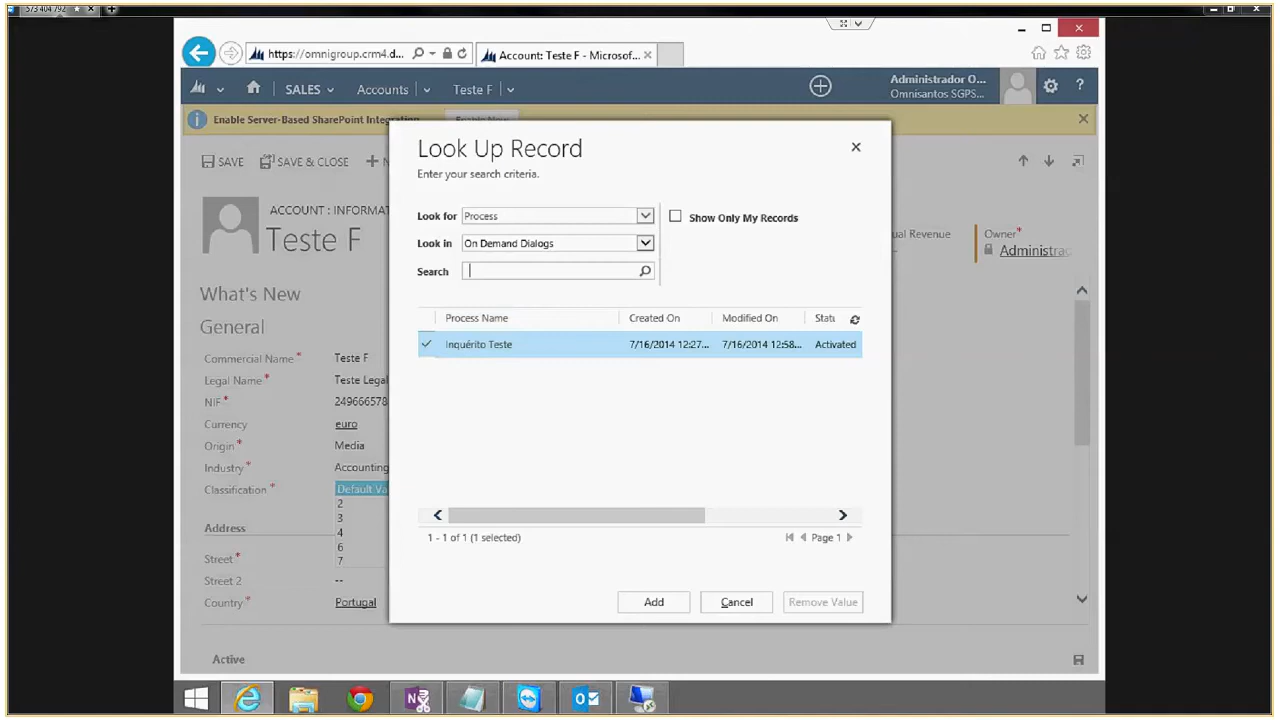 573 404 792
https://omnigroup.crm4.d...
Account: Teste F - Microsof...
SALES
Accounts
Teste F
Administrador O...
Omnisantos SGPS...
?
Enable Server-Based SharePoint Integration
SAVE
SAVE & CLOSE
N
ACCOUNT : INFORMAT
Teste F
ual Revenue
Owner*
Administrac
What's New
General
Commercial Name*
Teste F
Legal Name*
Teste Legal
NIF*
249666578
Currency
euro
Origin*
Media
Industry*
Accounting
Classification*
Default Va
2
3
4
6
7
Address
Street*
Street 2
--
Country*
Portugal
Active
Look Up Record
Enter your search criteria.
Look for
Process
Show Only My Records
Look in
On Demand Dialogs
Search
Process Name
Created On
Modified On
Statu
Inquérito Teste
7/16/2014 12:27...
7/16/2014 12:58...
Activated
1 - 1 of 1 (1 selected)
Page 1
Add
Cancel
Remove Value